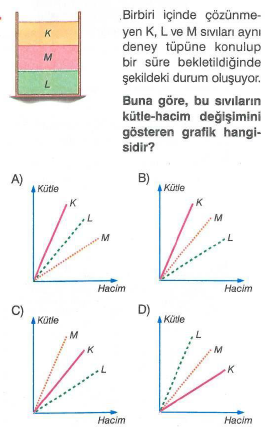 K
M
L
Birbiri içinde çözünme-
yen K, L ve M sıvıları aynı
deney tüpüne konulup
bir süre bekletildiğinde
şekildeki durum oluşuyor.
Buna göre, bu sıvıların
kütle-hacim değişimini
gösteren grafik hangi-
sidir?
A)
Kütle
K
L
M
Hacim
B)
Kütle
K
M
L
Hacim
C)
Kütle
M
K
L
Hacim
D)
Kütle
L
M
K
Hacim